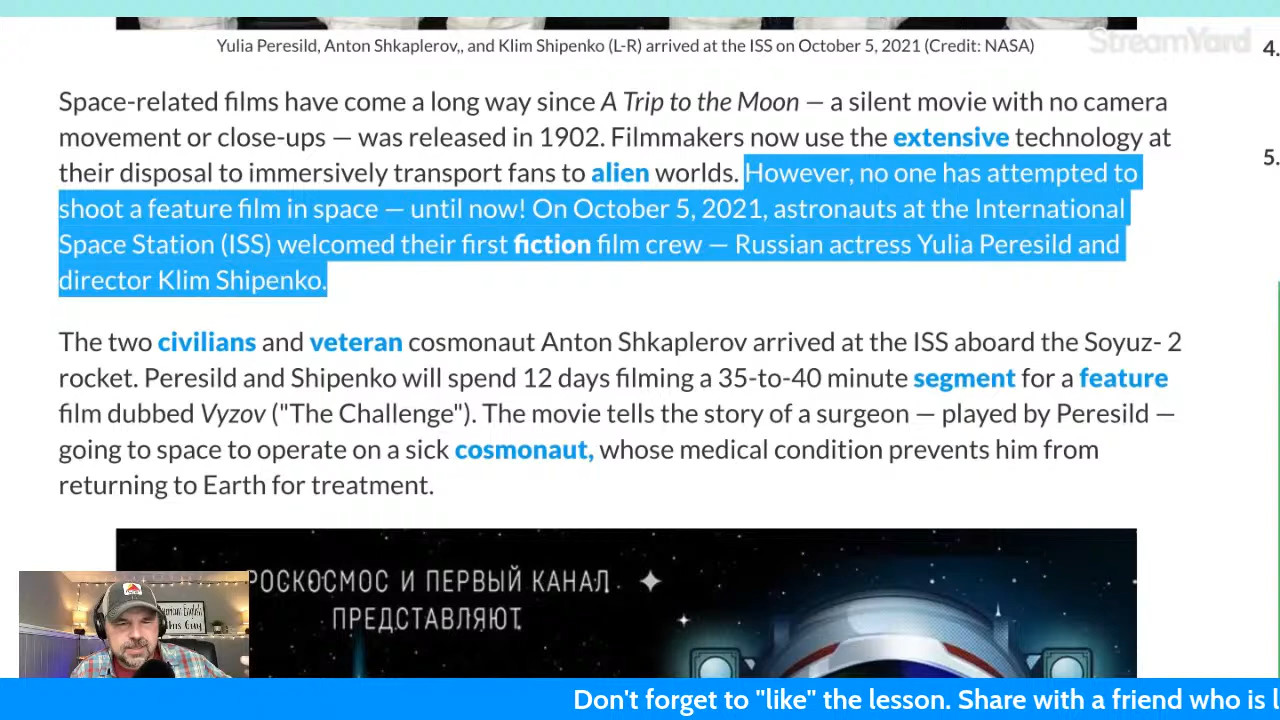 Yulia Peresild, Anton Shkaplerov,, and Klim Shipenko (L-R) arrived at the ISS on October 5, 2021 (Credit: NASA)
StreamYard
4.
Space-related films have come a long way since A Trip to the Moon — a silent movie with no camera
movement or close-ups — was released in 1902. Filmmakers now use the extensive technology at
5.
their disposal to immersively transport fans to alien worlds. However, no one has attempted to
shoot a feature film in space — until now! On October 5, 2021, astronauts at the International
Space Station (ISS) welcomed their first fiction film crew — Russian actress Yulia Peresild and
director Klim Shipenko.
The two civilians and veteran cosmonaut Anton Shkaplerov arrived at the ISS aboard the Soyuz- 2
rocket. Peresild and Shipenko will spend 12 days filming a 35-to-40 minute segment for a feature
film dubbed Vyzov ("The Challenge"). The movie tells the story of a surgeon — played by Peresild —
going to space to operate on a sick cosmonaut, whose medical condition prevents him from
returning to Earth for treatment.
РОСКОСМОС И ПЕРВЫЙ КАНАЛ
ПРЕДСТАВЛЯЮТ
Don't forget to "like" the lesson. Share with a friend who is l